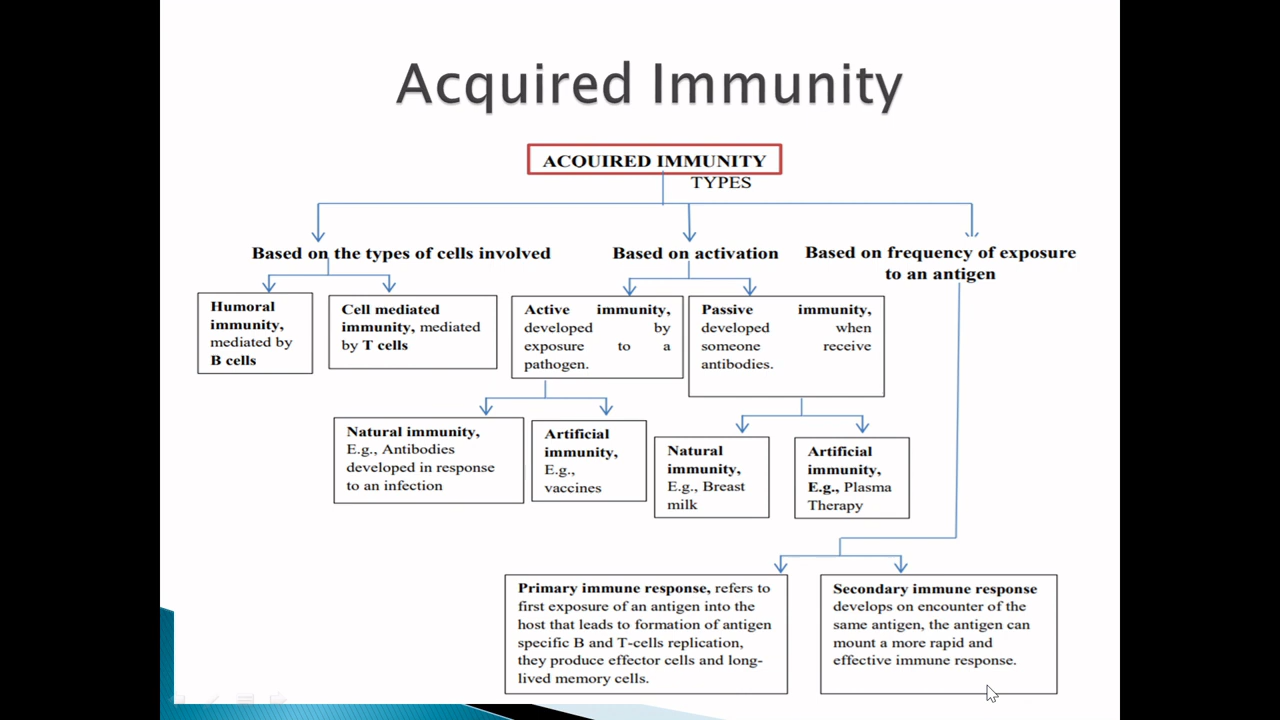 Acquired Immunity
ACOUIRED IMMUNITY
TYPES
Based on the types of cells involved
Based on activation
Based on frequency of exposure
to an antigen
Humoral
immunity,
mediated by
B cells
Cell mediated
immunity, mediated
by T cells
Active immunity,
developed by
exposure to a
pathogen.
Passive immunity,
developed when
someone receive
antibodies.
Natural immunity,
E.g., Antibodies
developed in response
to an infection
Artificial
immunity,
E.g.,
vaccines
Natural
immunity,
E.g., Breast
milk
Artificial
immunity,
E.g., Plasma
Therapy
Primary immune response, refers to
first exposure of an antigen into the
host that leads to formation of antigen
specific B and T-cells replication,
they produce effector cells and long-
lived memory cells.
Secondary immune response
develops on encounter of the
same antigen, the antigen can
mount a more rapid and
effective immune response.